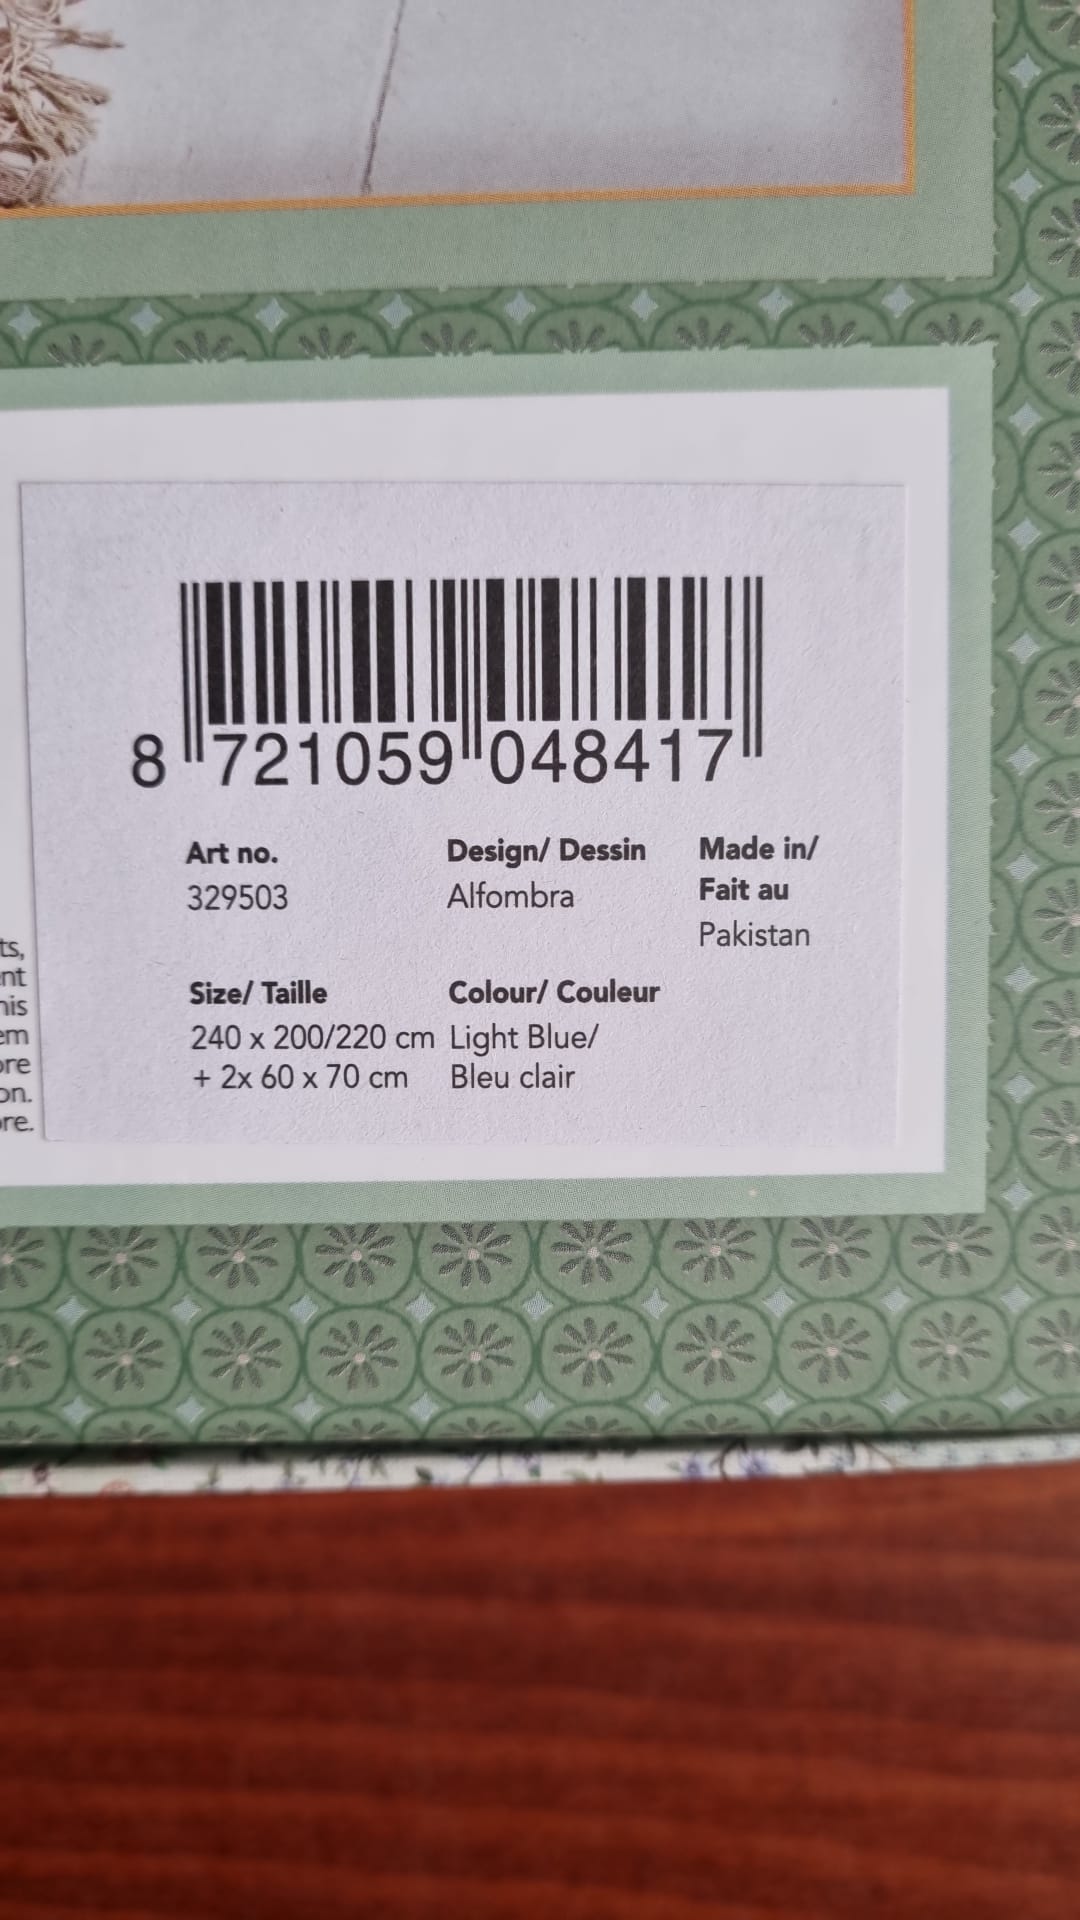 8 721059 048417
Art no.
329503
Design/ Dessin
Alfombra
Made in/
Fait au
Pakistan
Size/ Taille
240 x 200/220 cm
+ 2x 60 x 70 cm
Colour/ Couleur
Light Blue/
Bleu clair